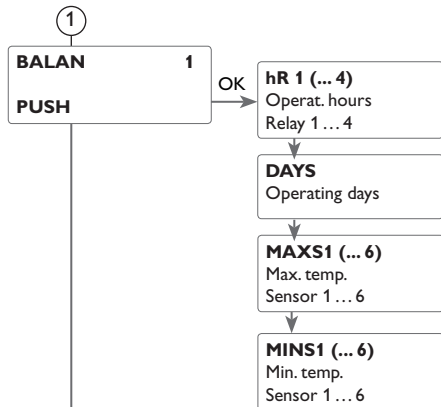 1
BALAN 1
PUSH
OK
hR 1 (... 4)
Operat. hours
Relay 1 ... 4
DAYS
Operating days
MAXS1 (... 6)
Max. temp.
Sensor 1 ... 6
MINS1 (... 6)
Min. temp.
Sensor 1 ... 6